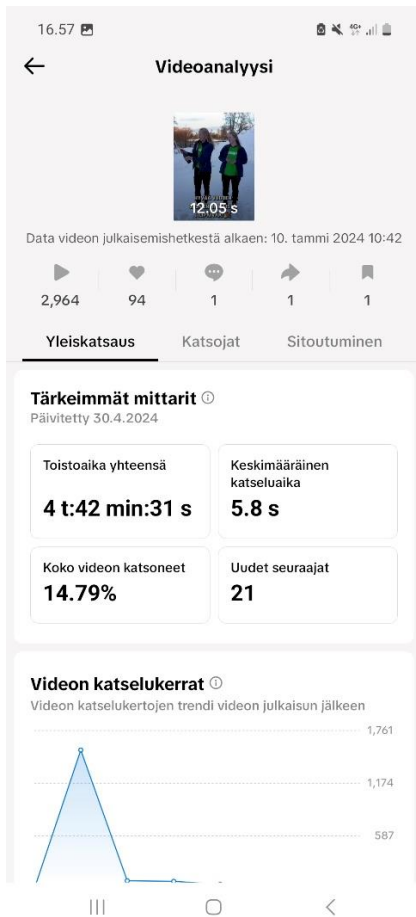 16.57
4G+
Videoanalyysi
12.05 s
Data videon julkaisemishetkestä alkaen: 10. tammi 2024 10:42
2,964 94 1 1 1
Yleiskatsaus Katsojat Sitoutuminen
Tärkeimmät mittarit
Päivitetty 30.4.2024
Toistoaika yhteensä
4 t:42 min:31 s
Keskimääräinen
katseluaika
5.8 s
Koko videon katsoneet
14.79%
Uudet seuraajat
21
Videon katselukerrat
Videon katselukertojen trendi videon julkaisun jälkeen
1,761
1,174
587